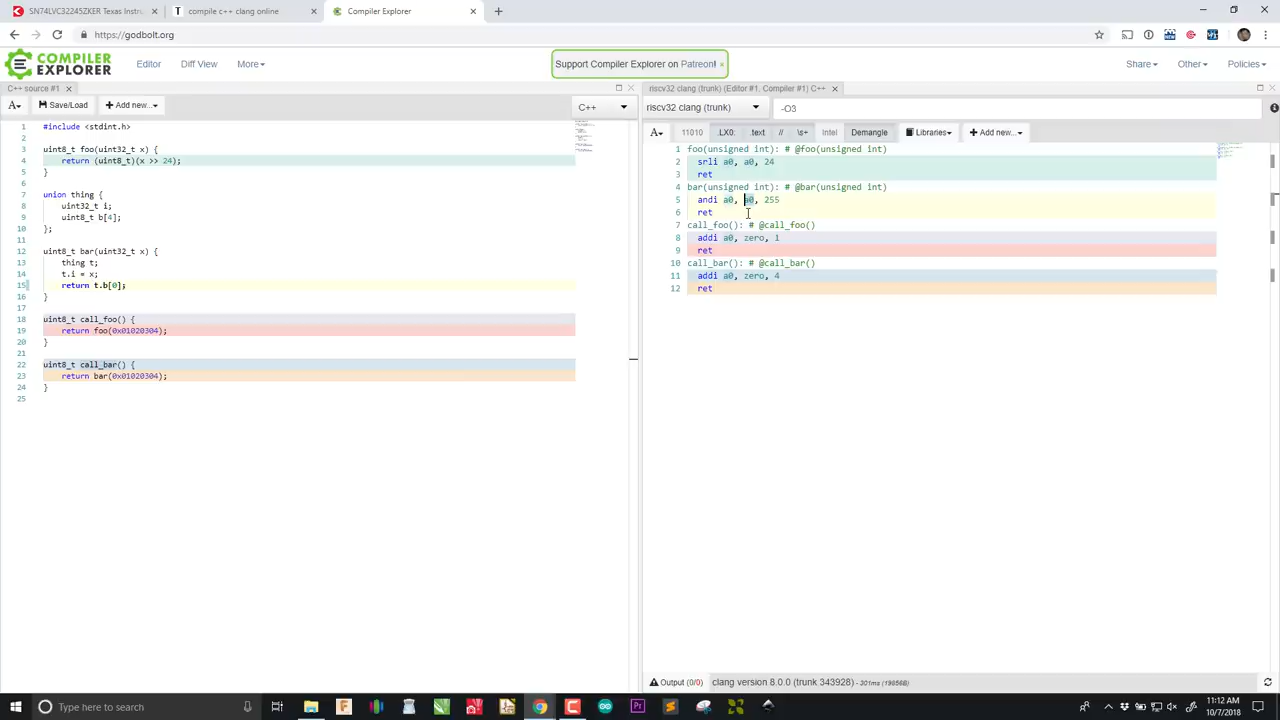 SN74LVC32245ZKER Texas Instru
compile c++ clang online
Compiler Explorer
https://godbolt.org
COMPILER
EXPLORER
Editor
Diff View
More
Support Compiler Explorer on Patreon! ×
Share
Other
Policies
C++ source #1
riscv32 clang (trunk) (Editor #1, Compiler #1) C++
A
Save/Load
Add new...
C++
riscv32 clang (trunk)
-O3
A
11010
.LX0:
.text
//
\s+
Intel
Demangle
Libraries
Add new...
1 #include <stdint.h>
2
3 uint8_t foo(uint32_t x) {
4 return (uint8_t)(x >> 24);
5 }
6
7 union thing {
8 uint32_t i;
9 uint8_t b[4];
10 };
11
12 uint8_t bar(uint32_t x) {
13 thing t;
14 t.i = x;
15 return t.b[0];
16 }
17
18 uint8_t call_foo() {
19 return foo(0x01020304);
20 }
21
22 uint8_t call_bar() {
23 return bar(0x01020304);
24 }
25
1 foo(unsigned int): # @foo(unsigned int)
2 srli a0, a0, 24
3 ret
4 bar(unsigned int): # @bar(unsigned int)
5 andi a0, a0, 255
6 ret
7 call_foo(): # @call_foo()
8 addi a0, zero, 1
9 ret
10 call_bar(): # @call_bar()
11 addi a0, zero, 4
12 ret
Output (0/0)
clang version 8.0.0 (trunk 343928) - 301ms (19956B)
Type here to search
11:12 AM
10/7/2018